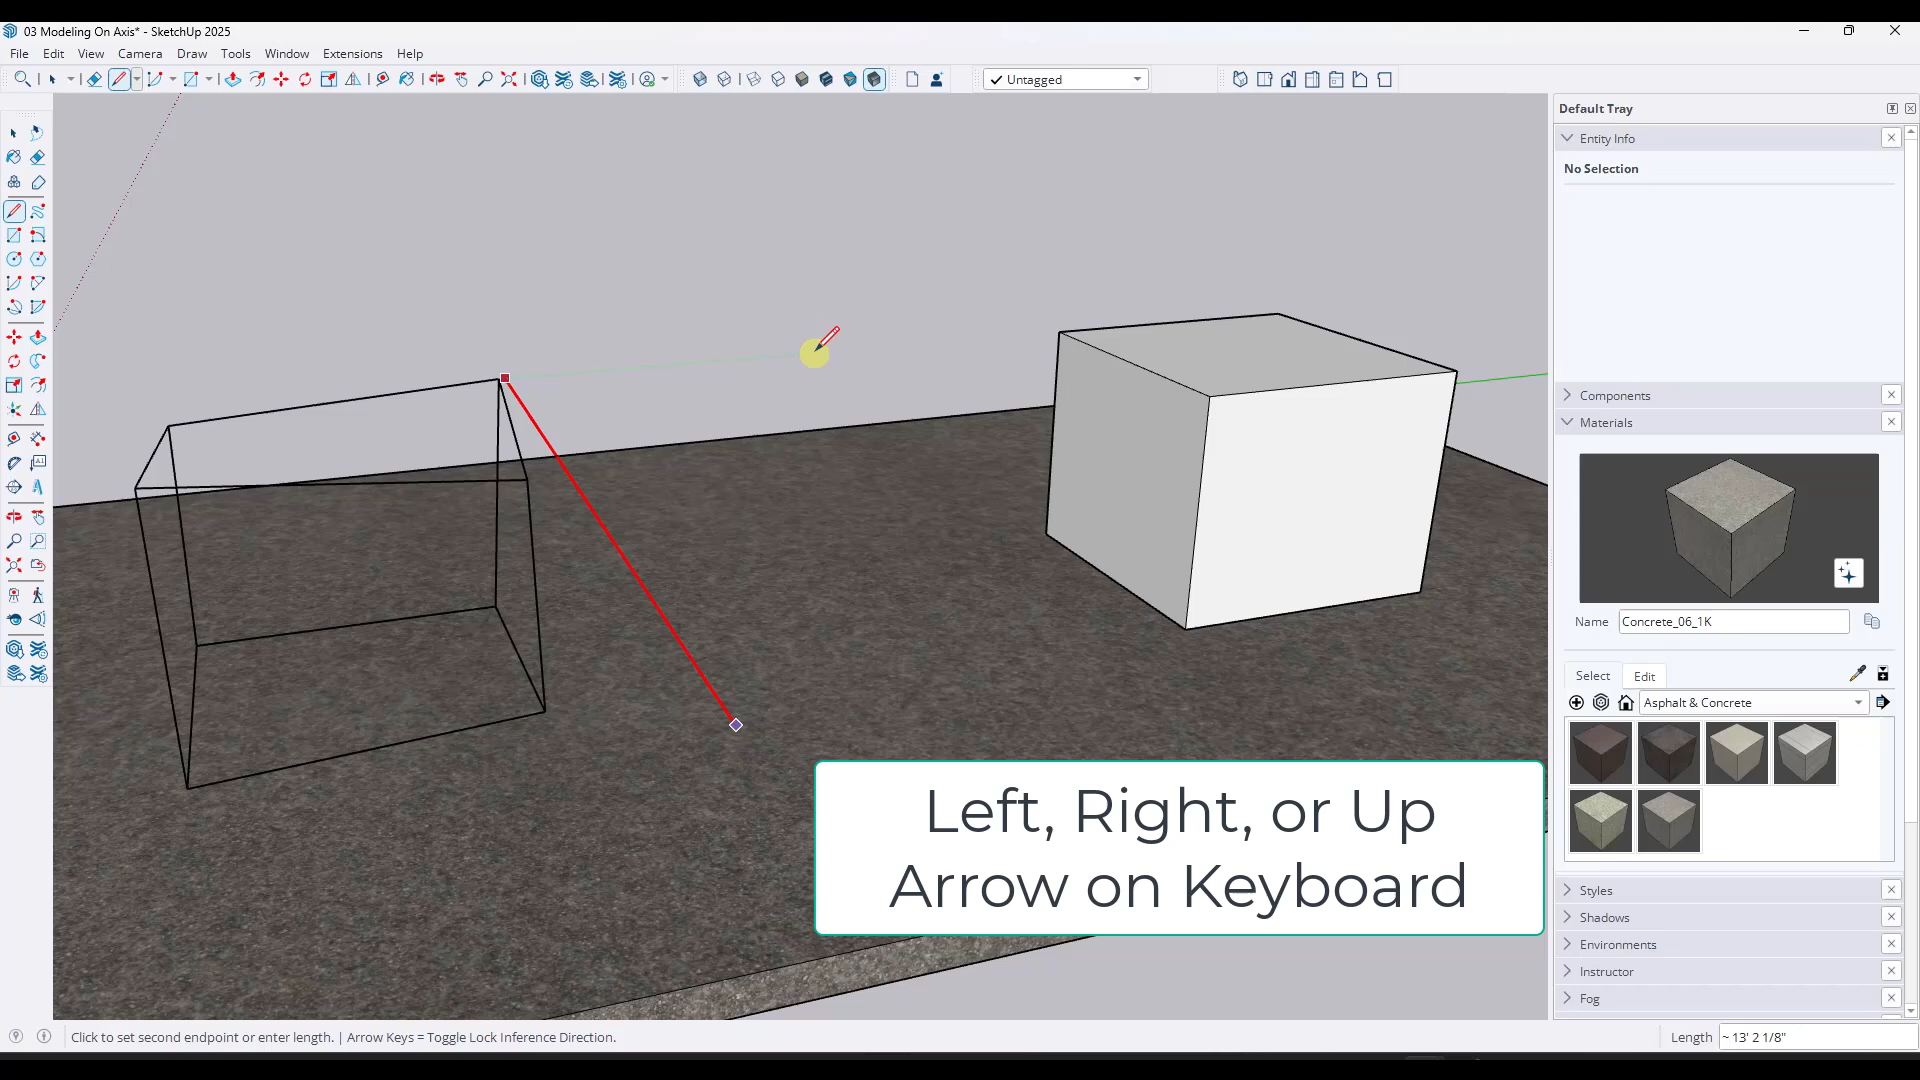 03 Modeling On Axis* - SketchUp 2025
File Edit View Camera Draw Tools Window Extensions Help
Untagged
Default Tray
Entity Info
No Selection
Components
Materials
Name Concrete_06_1K
Select Edit
Asphalt & Concrete
Left, Right, or Up
Arrow on Keyboard
Styles
Shadows
Environments
Instructor
Fog
Click to set second endpoint or enter length. | Arrow Keys = Toggle Lock Inference Direction.
Length ~ 13' 2 1/8"